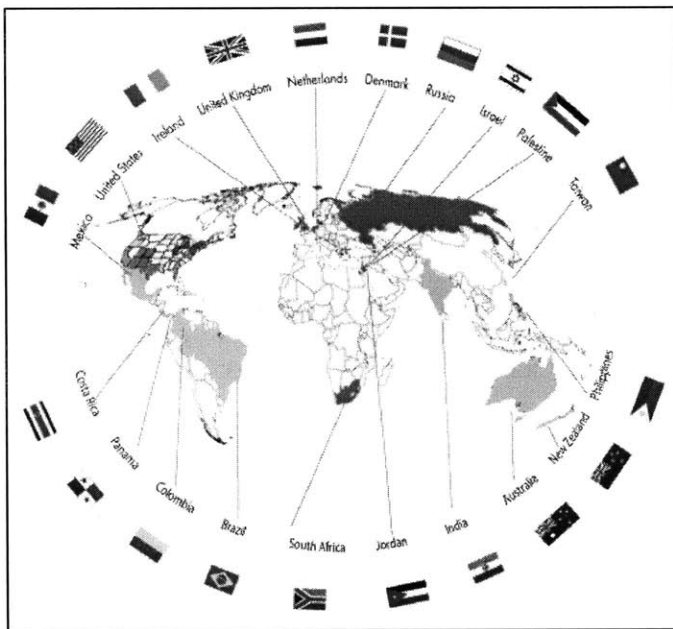 Netherlands
Denmark
United Kingdom
Russia
Ireland
Israel
United States
Palestine
Mexico
Taiwan
Costa Rica
Philippines
Panama
New Zealand
Colombia
Australie
Brazil
India
South Africa
Jordan